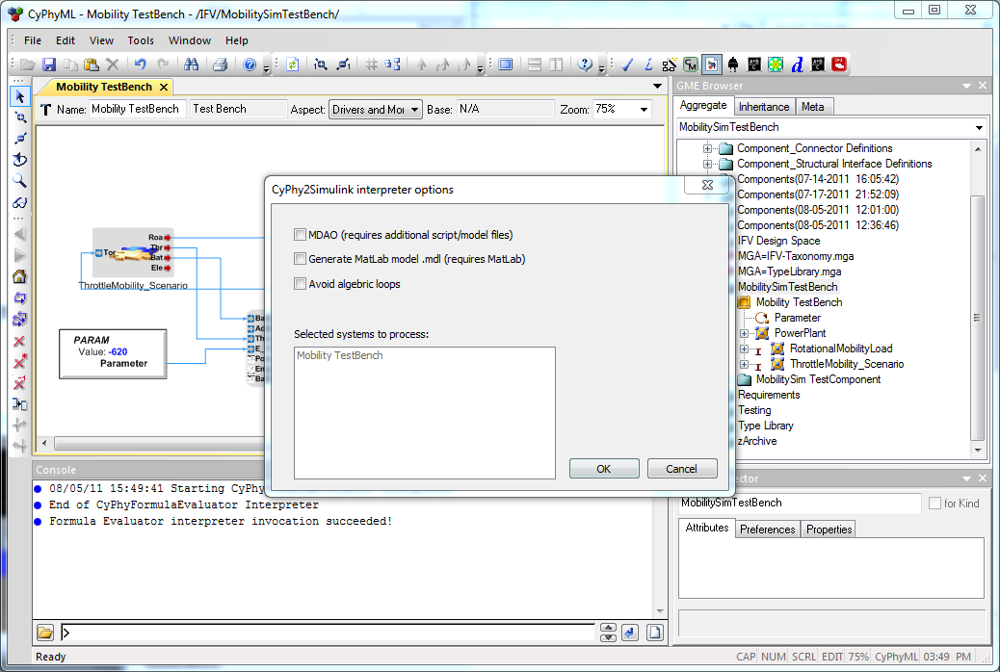 CyPhyML - Mobility TestBench - /IFV/MobilitySimTestBench/
File Edit View Tools Window Help
Mobility TestBench
Name: Mobility TestBench Test Bench Aspect: Drivers and Mo Base: N/A Zoom: 75%
Roa
Thr
Tor
Bat
Ele
ThrottleMobility_Scenario
PARAM
Value: -620
Parameter
Ba
Ac
Th
E_
Po
En
Ba
GME Browser
Aggregate Inheritance Meta
MobilitySimTestBench
Component_Connector Definitions
Component_Structural Interface Definitions
Components(07-14-2011 16:05:42)
Components(07-17-2011 21:52:09)
Components(08-05-2011 12:01:00)
Components(08-05-2011 12:36:46)
IFV Design Space
MGA=IFV-Taxonomy.mga
MGA=TypeLibrary.mga
MobilitySimTestBench
Mobility TestBench
Parameter
PowerPlant
RotationalMobilityLoad
ThrottleMobility_Scenario
MobilitySim TestComponent
Requirements
Testing
Type Library
zArchive
CyPhy2Simulink interpreter options
MDAO (requires additional script/model files)
Generate MatLab model .mdl (requires MatLab)
Avoid algebric loops
Selected systems to process:
Mobility TestBench
OK Cancel
Console
08/05/11 15:49:41 Starting CyPhy
End of CyPhyFormulaEvaluator Interpreter
Formula Evaluator interpreter invocation succeeded!
>
ector
MobilitySimTestBench for Kind
Attributes Preferences Properties
Ready CAP NUM SCRL EDIT 75% CyPhyML 03:49 PM